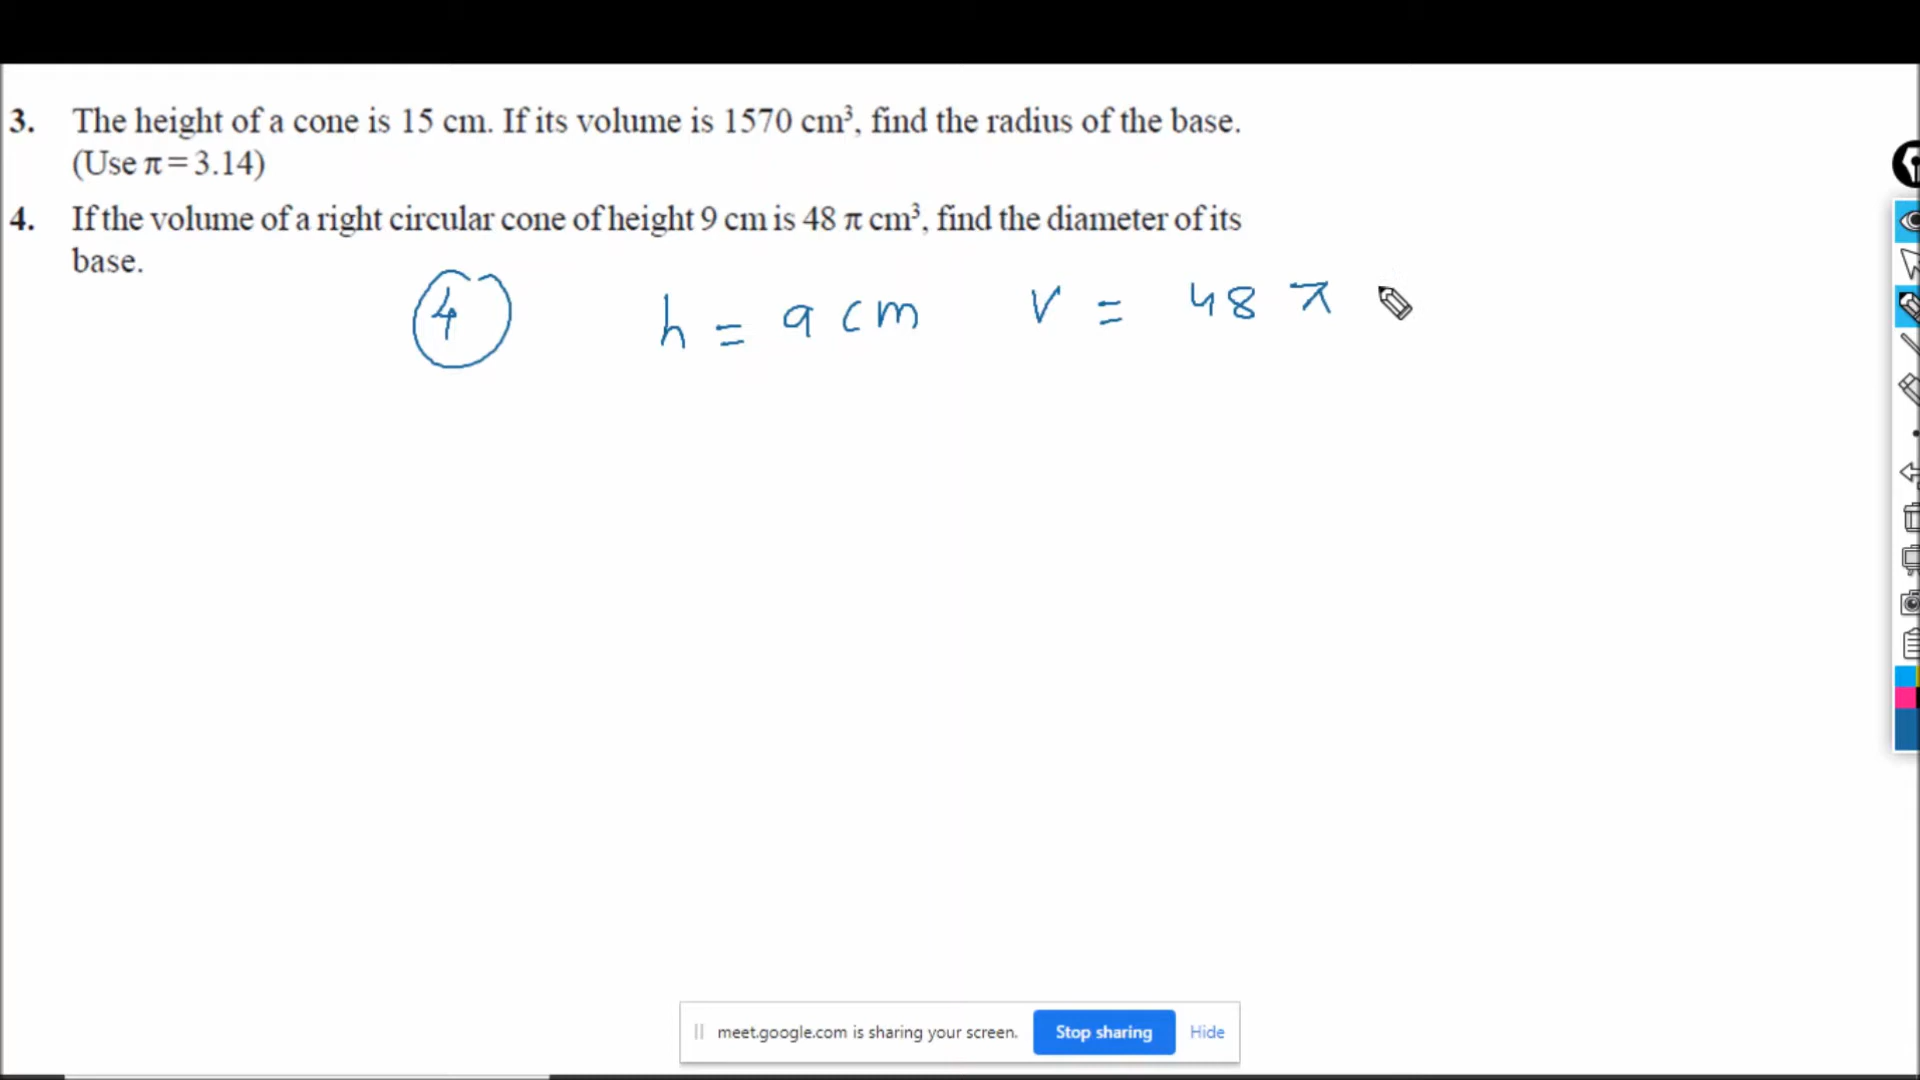 3. The height of a cone is 15 cm. If its volume is 1570 cm³, find the radius of the base.
(Use π = 3.14)
4. If the volume of a right circular cone of height 9 cm is 48 π cm³, find the diameter of its
base.
4 h = 9 cm V = 48 π
meet.google.com is sharing your screen. Stop sharing Hide